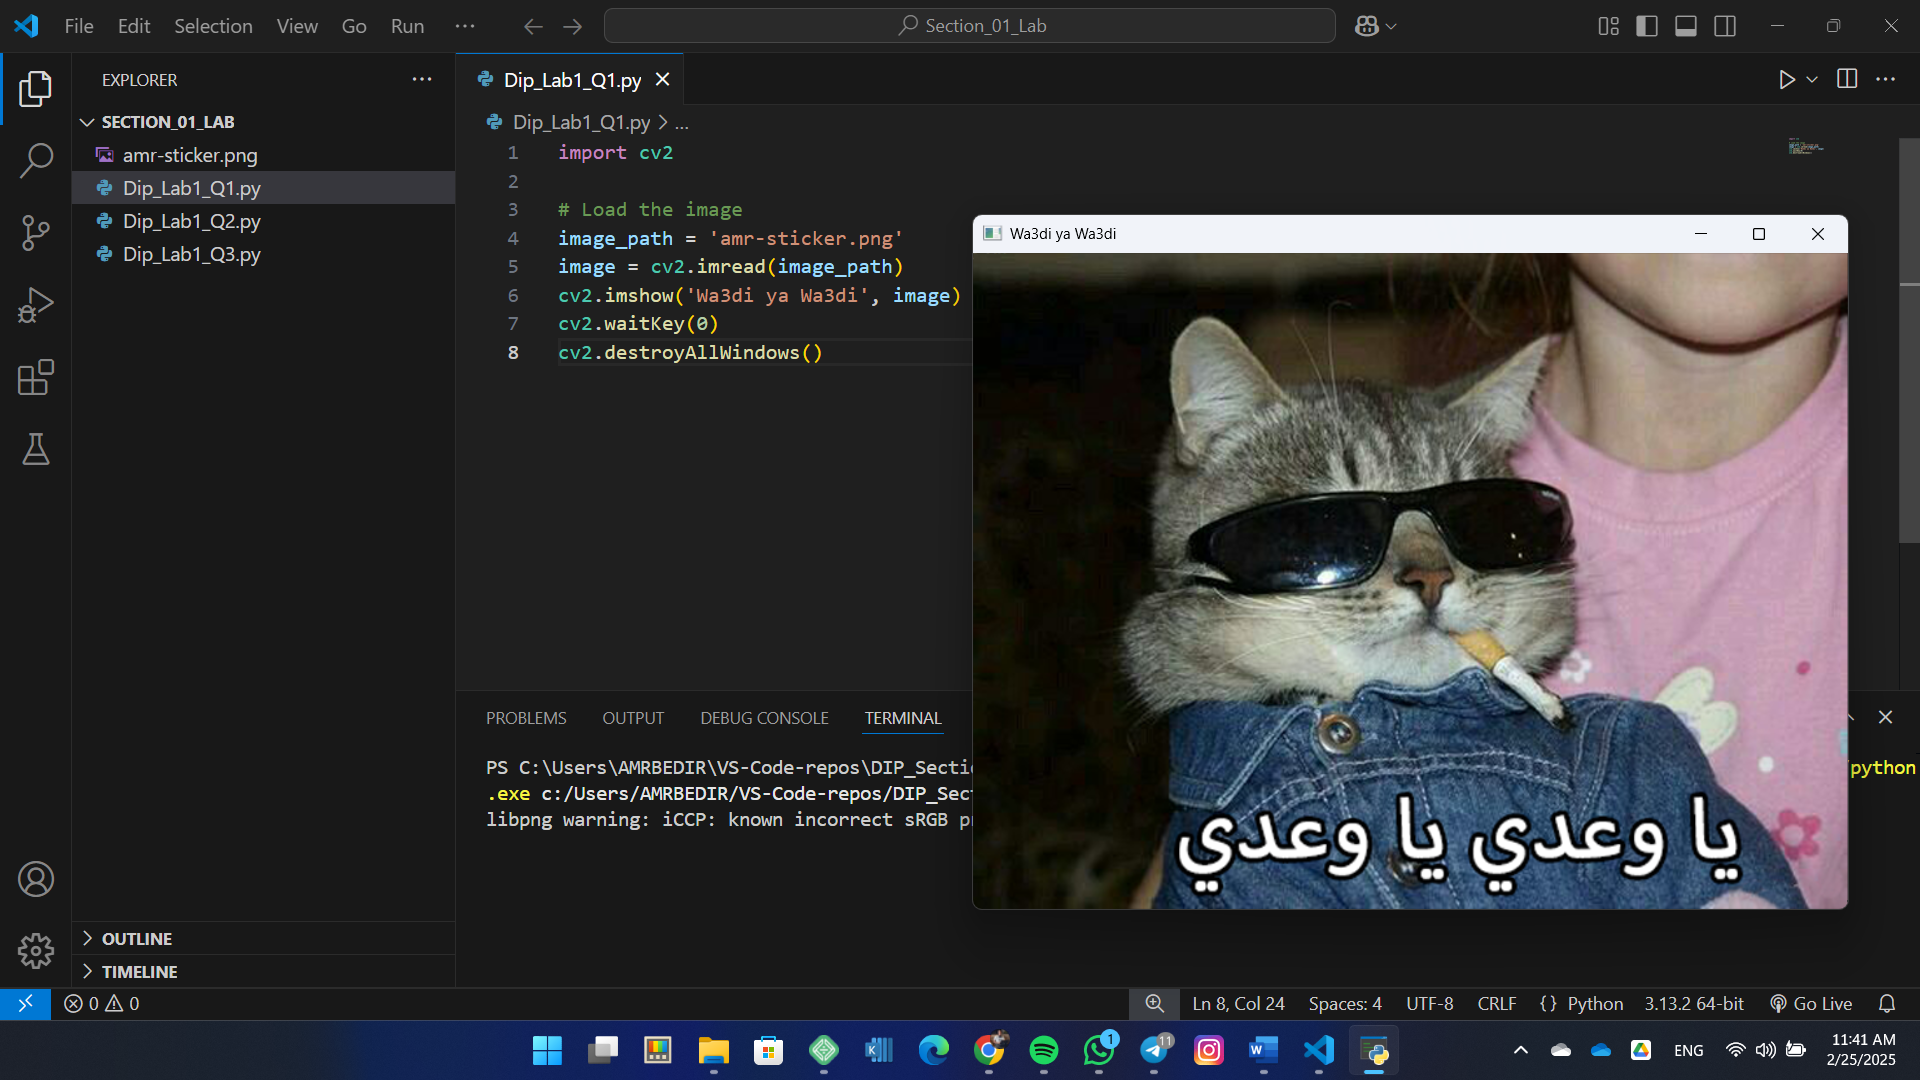 File Edit Selection View Go Run
Section_01_Lab
EXPLORER
SECTION_01_LAB
amr-sticker.png
Dip_Lab1_Q1.py
Dip_Lab1_Q2.py
Dip_Lab1_Q3.py
OUTLINE
TIMELINE
Dip_Lab1_Q1.py
Dip_Lab1_Q1.py > ...
1 import cv2
2
3 # Load the image
4 image_path = 'amr-sticker.png'
5 image = cv2.imread(image_path)
6 cv2.imshow('Wa3di ya Wa3di', image)
7 cv2.waitKey(0)
8 cv2.destroyAllWindows()
Wa3di ya Wa3di
يا وعدي يا وعدي
PROBLEMS OUTPUT DEBUG CONSOLE TERMINAL
PS C:\Users\AMRBEDIR\VS-Code-repos\DIP_Sectio
python
.exe c:/Users/AMRBEDIR/VS-Code-repos/DIP_Sec
libpng warning: iCCP: known incorrect sRGB
0 0
Ln 8, Col 24 Spaces: 4 UTF-8 CRLF {} Python 3.13.2 64-bit Go Live
1 11
ENG
11:41 AM
2/25/2025